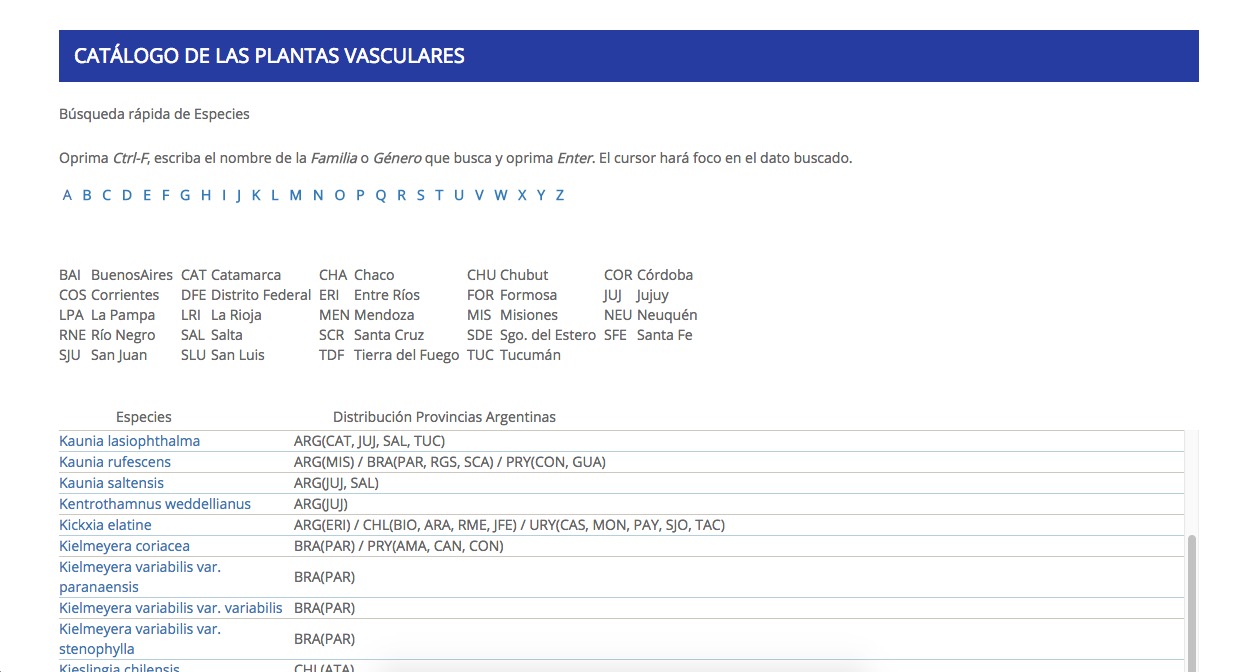 CATÁLOGO DE LAS PLANTAS VASCULARES
Búsqueda rápida de Especies
Oprima Ctrl-F, escriba el nombre de la Familia o Género que busca y oprima Enter. El cursor hará foco en el dato buscado.
A B C D E F G H I J K L M N O P Q R S T U V W X Y Z
BAI BuenosAires CAT Catamarca CHA Chaco CHU Chubut COR Córdoba
COS Corrientes DFE Distrito Federal ERI Entre Ríos FOR Formosa JUJ Jujuy
LPA La Pampa LRI La Rioja MEN Mendoza MIS Misiones NEU Neuquén
RNE Río Negro SAL Salta SCR Santa Cruz SDE Sgo. del Estero SFE Santa Fe
SJU San Juan SLU San Luis TDF Tierra del Fuego TUC Tucumán
Especies Distribución Provincias Argentinas
Kaunia lasiophthalma ARG(CAT, JUJ, SAL, TUC)
Kaunia rufescens ARG(MIS) / BRA(PAR, RGS, SCA) / PRY(CON, GUA)
Kaunia saltensis ARG(JUJ, SAL)
Kentrothamnus weddellianus ARG(JUJ)
Kickxia elatine ARG(ERI) / CHL(BIO, ARA, RME, JFE) / URY(CAS, MON, PAY, SJO, TAC)
Kielmeyera coriacea BRA(PAR) / PRY(AMA, CAN, CON)
Kielmeyera variabilis var.
paranaensis BRA(PAR)
Kielmeyera variabilis var. variabilis BRA(PAR)
Kielmeyera variabilis var.
stenophylla BRA(PAR)
Kieslingia chilensis CHL(ATA)